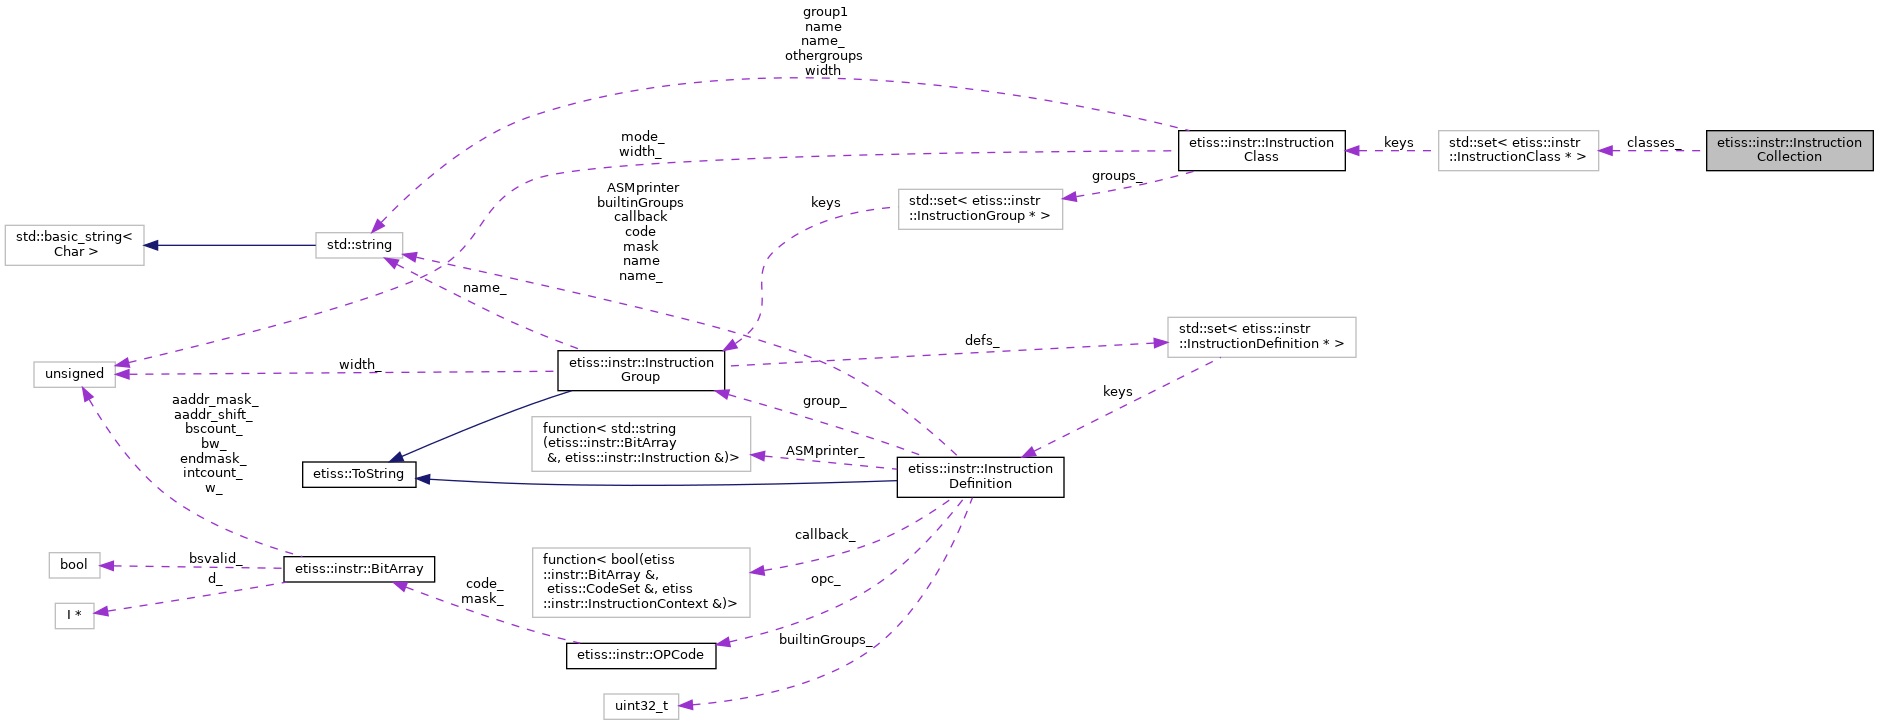 group1
name
name_
othergroups
width
mode_
width_
etiss::instr::Instruction
Class
keys
std::set< etiss::instr
::InstructionClass * >
classes_
etiss::instr::Instruction
Collection
groups_
ASMprinter
builtinGroups
callback
code
mask
name
name_
keys
std::set< etiss::instr
::InstructionGroup * >
std::basic_string<
Char >
std::string
name_
unsigned
width_
etiss::instr::Instruction
Group
defs_
std::set< etiss::instr
::InstructionDefinition * >
keys
aaddr_mask_
aaddr_shift_
bscount_
bw_
endmask_
intcount_
w_
group_
function< std::string
(etiss::instr::BitArray
&, etiss::instr::Instruction &)>
ASMprinter_
etiss::ToString
etiss::instr::Instruction
Definition
bool
bsvalid_
d_
I *
etiss::instr::BitArray
code_
mask_
function< bool(etiss
::instr::BitArray &,
etiss::CodeSet &, etiss
::instr::InstructionContext &)>
callback_
opc_
etiss::instr::OPCode
builtinGroups_
uint32_t